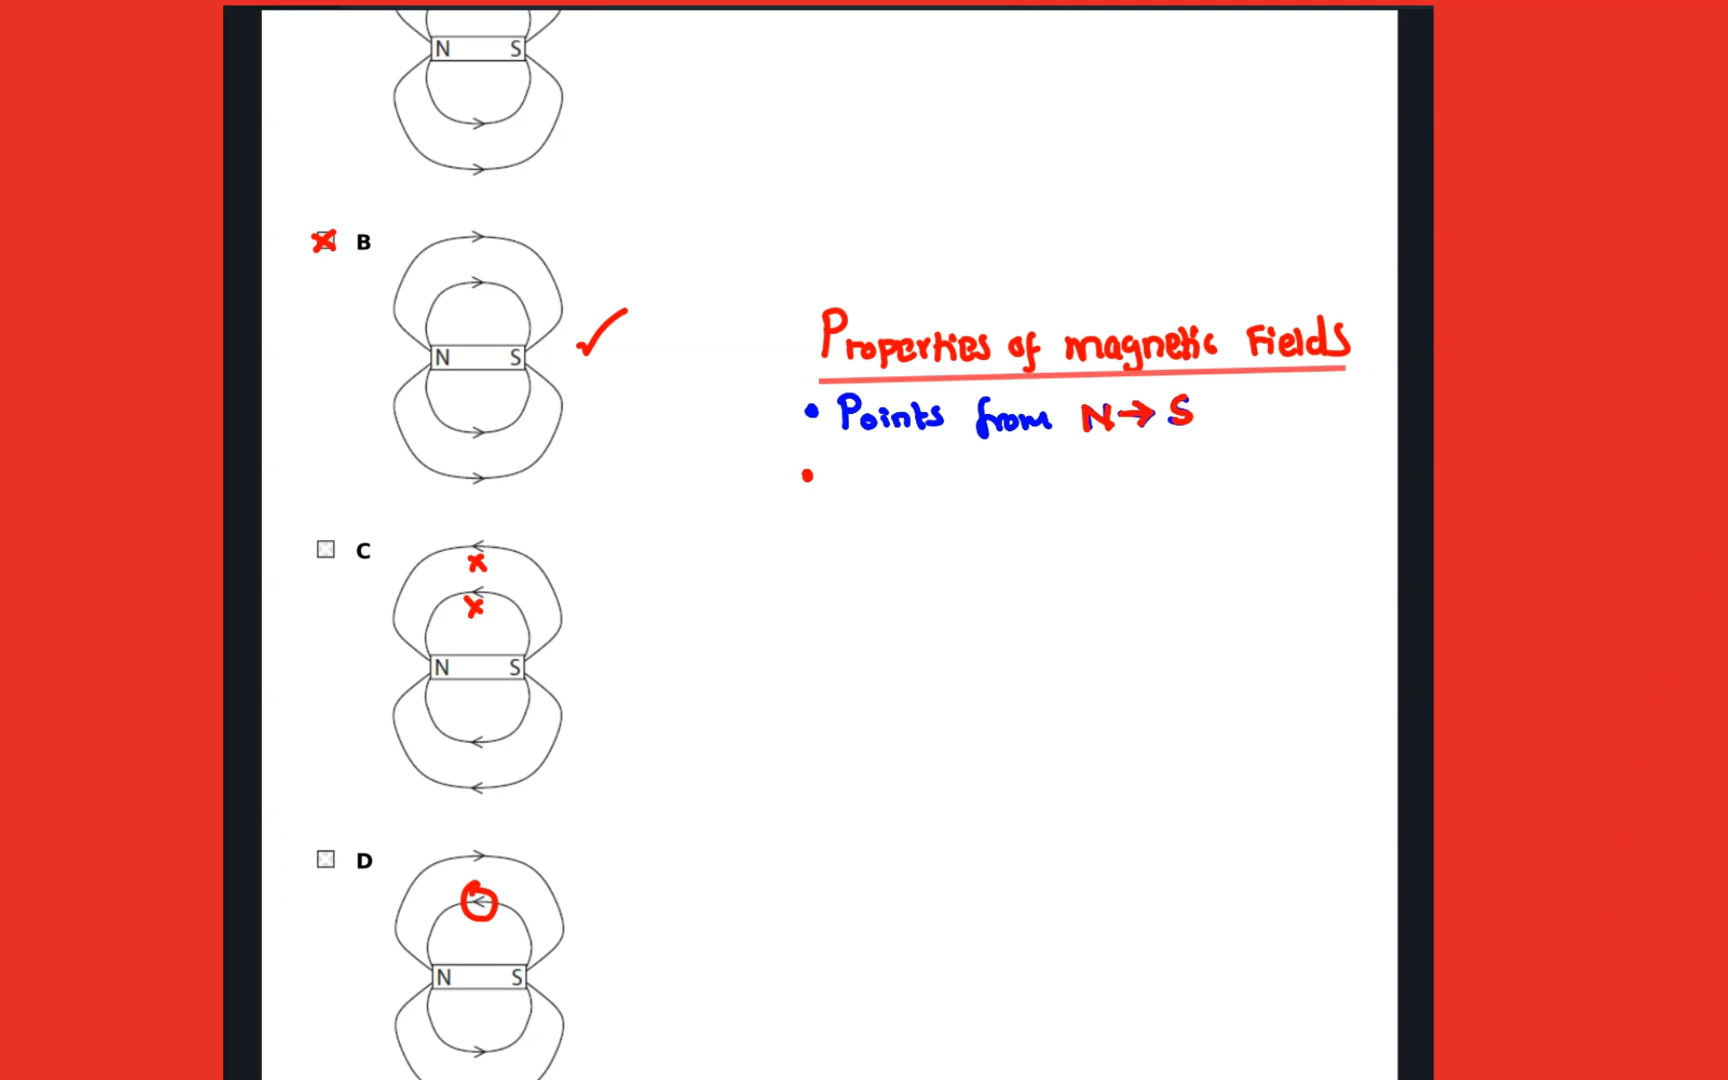 N S
B
N S
Properties of magnetic Fields
• Points from N→S
•
C
N S
D
N S